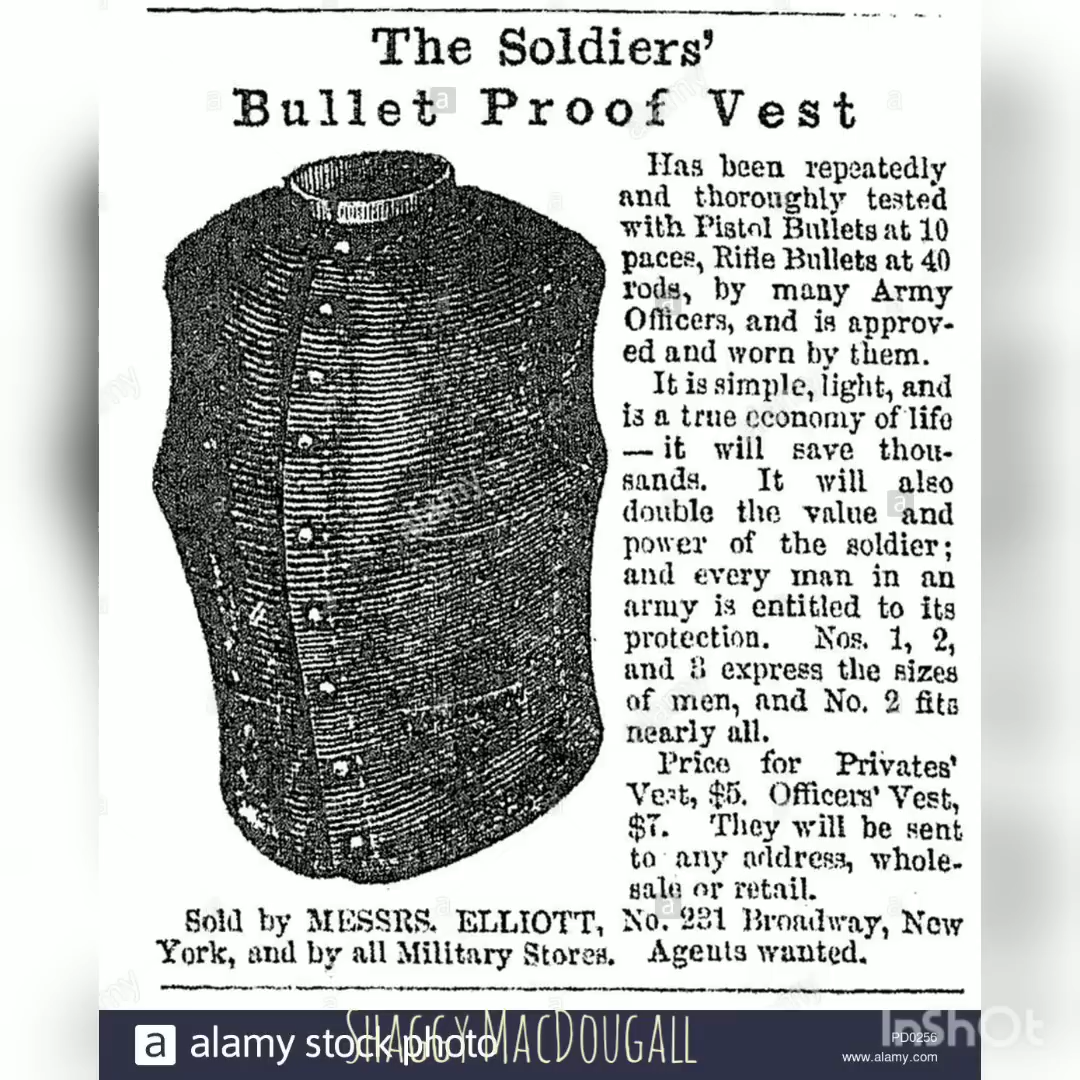 The Soldiers'
Bullet Proof Vest
Has been repeatedly
and thoroughly tested
with Pistol Bullets at 10
paces, Rifle Bullets at 40
rods, by many Army
Officers, and is approv-
ed and worn by them.
It is simple, light, and
is a true economy of life
— it will save thou-
sands. It will also
double the value and
power of the soldier;
and every man in an
army is entitled to its
protection. Nos. 1, 2,
and 3 express the sizes
of men, and No. 2 fits
nearly all.
Price for Privates'
Vest, $5. Officers' Vest,
$7. They will be sent
to any address, whole-
sale or retail.
Sold by MESSRS. ELLIOTT, No. 231 Broadway, New
York, and by all Military Stores. Agents wanted.
a alamy stock photo
SHAGGY MACDOUGALL
InShOt
PD0256
www.alamy.com